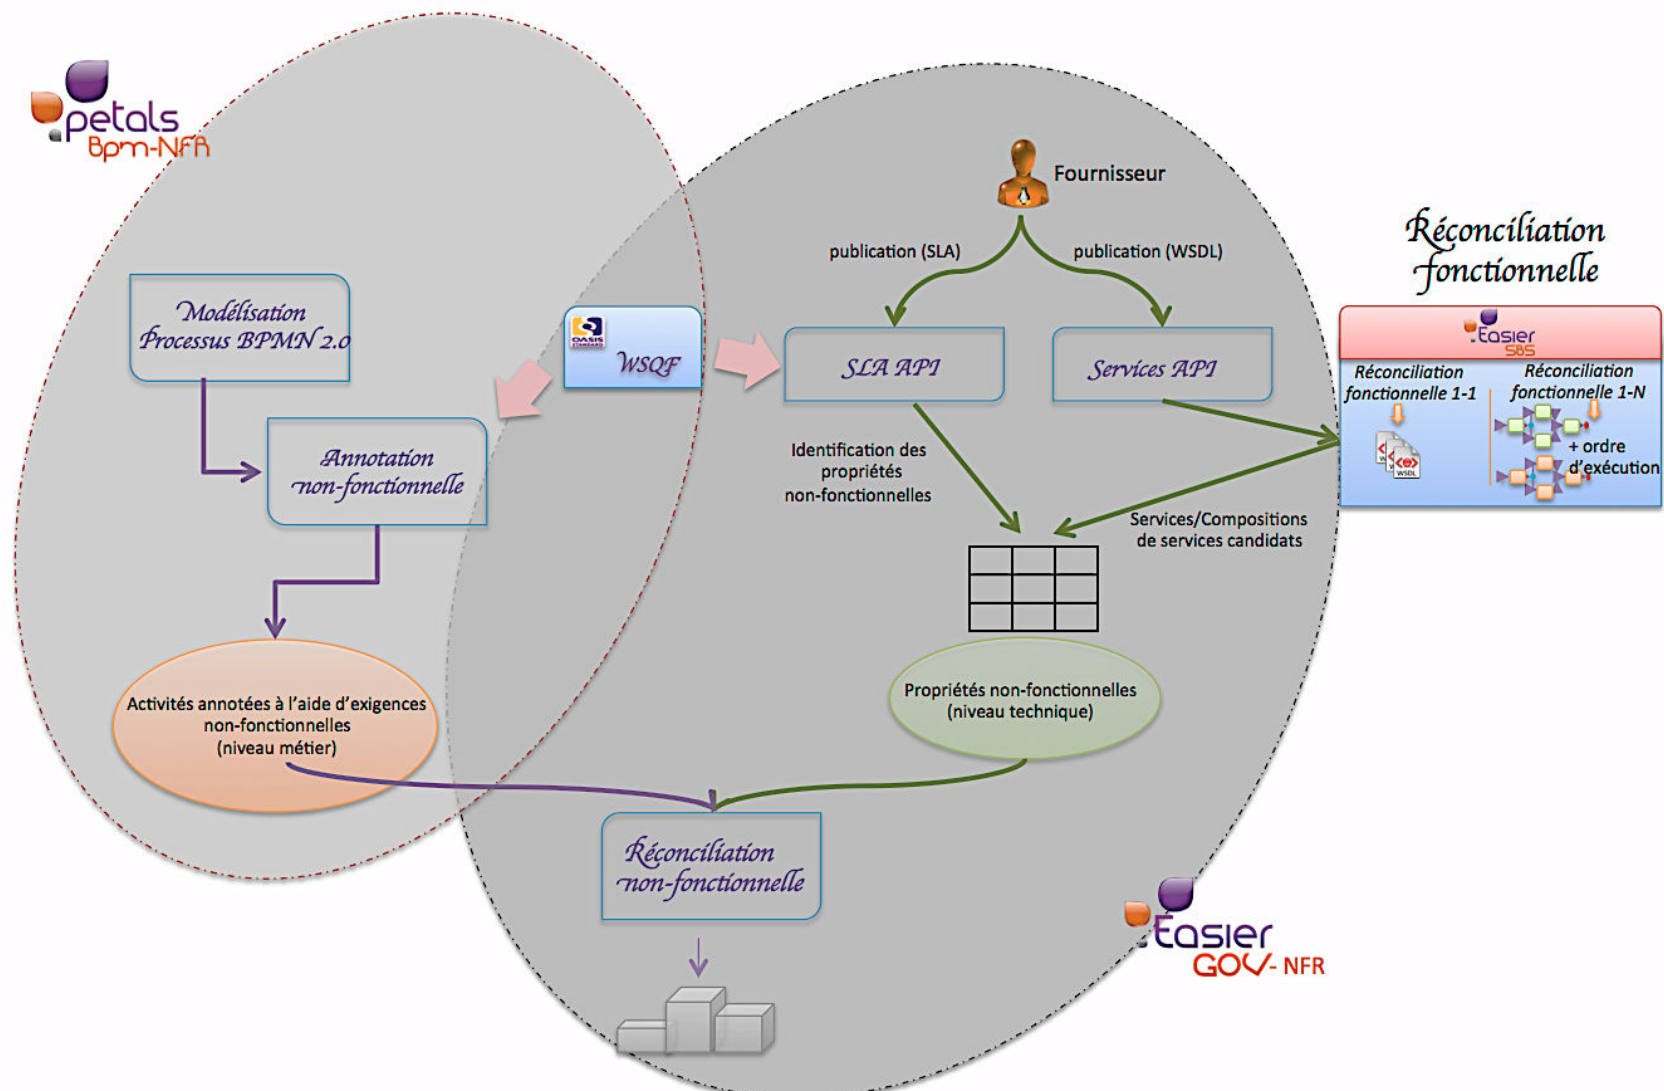 petals
Bpm-NFR
Fournisseur
publication (SLA)
publication (WSDL)
Réconciliation
fonctionnelle
Modélisation
Processus BPMN 2.0
OASIS
STANDARD
WSQF
SLA API
Services API
Easier
SBS
Réconciliation
fonctionnelle 1-1
Réconciliation
fonctionnelle 1-N
WSDL
+ ordre
d'exécution
Annotation
non-fonctionnelle
Identification des
propriétés
non-fonctionnelles
Services/Compositions
de services candidats
Activités annotées à l'aide d'exigences
non-fonctionnelles
(niveau métier)
Propriétés non-fonctionnelles
(niveau technique)
Réconciliation
non-fonctionnelle
Easier
GOV- NFR